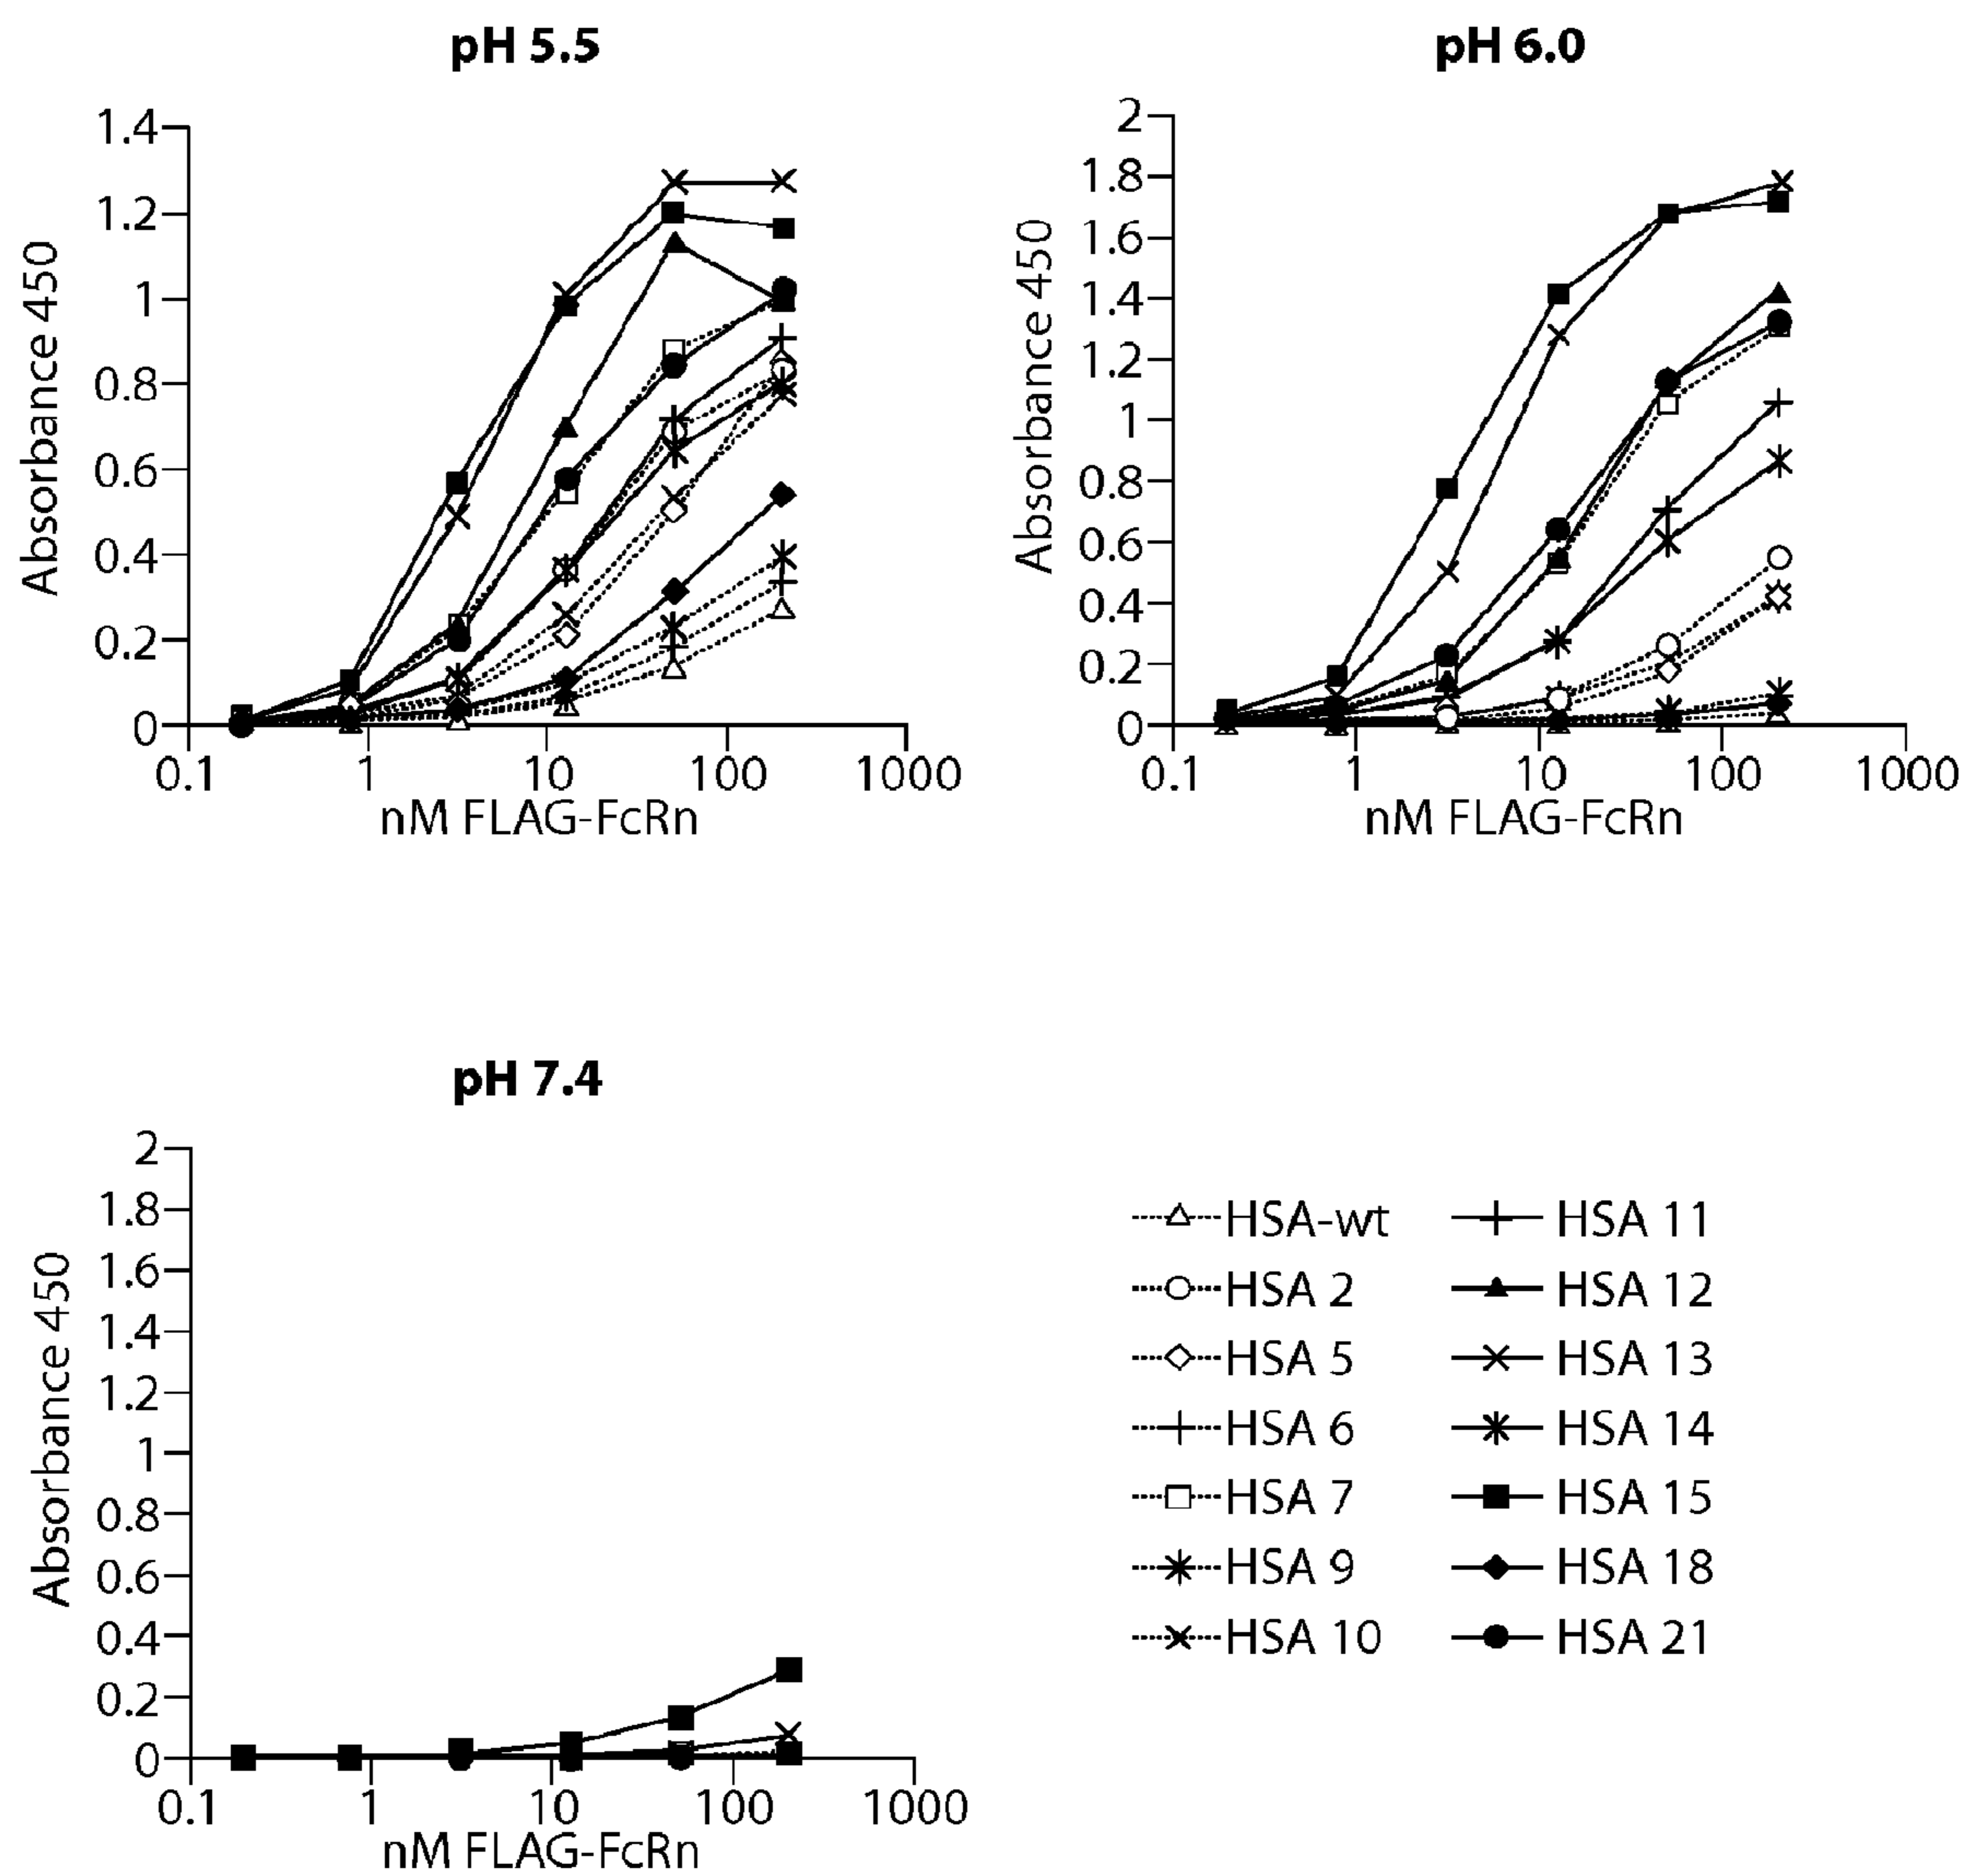 pH 5.5
Absorbance 450
1.4
1.2
1
0.8
0.6
0.4
0.2
0
0.1 1 10 100 1000
nM FLAG-FcRn
pH 6.0
Absorbance 450
2
1.8
1.6
1.4
1.2
1
0.8
0.6
0.4
0.2
0
0.1 1 10 100 1000
nM FLAG-FcRn
pH 7.4
Absorbance 450
2
1.8
1.6
1.4
1.2
1
0.8
0.6
0.4
0.2
0
0.1 1 10 100 1000
nM FLAG-FcRn
HSA-wt
HSA 2
HSA 5
HSA 6
HSA 7
HSA 9
HSA 10
HSA 11
HSA 12
HSA 13
HSA 14
HSA 15
HSA 18
HSA 21